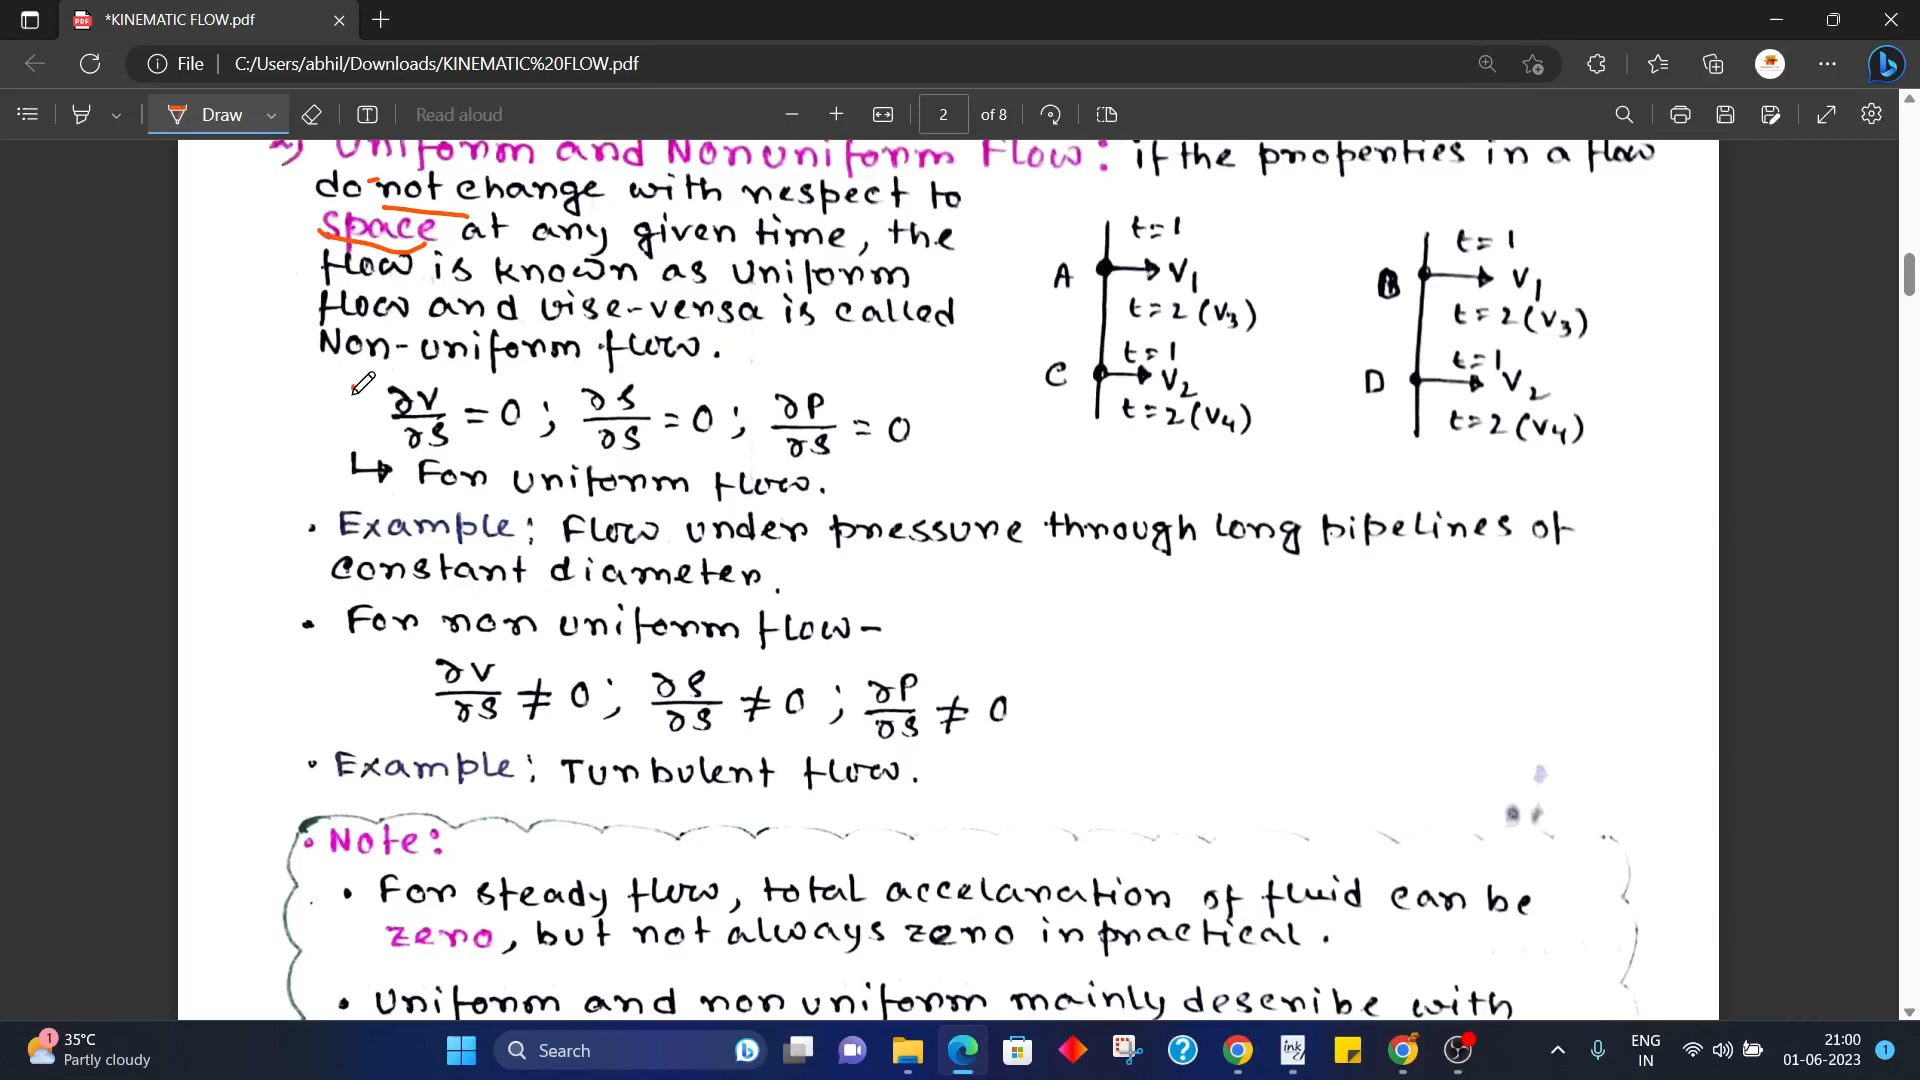 *KINEMATIC FLOW.pdf
File
C:/Users/abhil/Downloads/KINEMATIC%20FLOW.pdf
Draw
Read aloud
2 of 8
2) Uniform and Nonuniform Flow: if the properties in a flow
do not change with respect to
space at any given time, the
flow is known as uniform
flow and vise-versa is called
Non-uniform flow.
∂V/∂S = 0; ∂ρ/∂S = 0; ∂P/∂S = 0
↳ For uniform flow.
t=1
A V₁
t=2 (V₃)
t=1
C V₂
t=2 (V₄)
t=1
B V₁
t=2 (V₃)
t=1
D V₂
t=2 (V₄)
• Example: Flow under pressure through long pipelines of
constant diameter.
• For non uniform flow-
∂V/∂S ≠ 0; ∂ρ/∂S ≠ 0; ∂P/∂S ≠ 0
• Example: Turbulent flow.
• Note:
• For steady flow, total accelaration of fluid can be
zero, but not always zero in practical.
• Uniform and non uniform mainly describe with
1
35°C
Partly cloudy
Search
ink
ENG
IN
21:00
01-06-2023
1